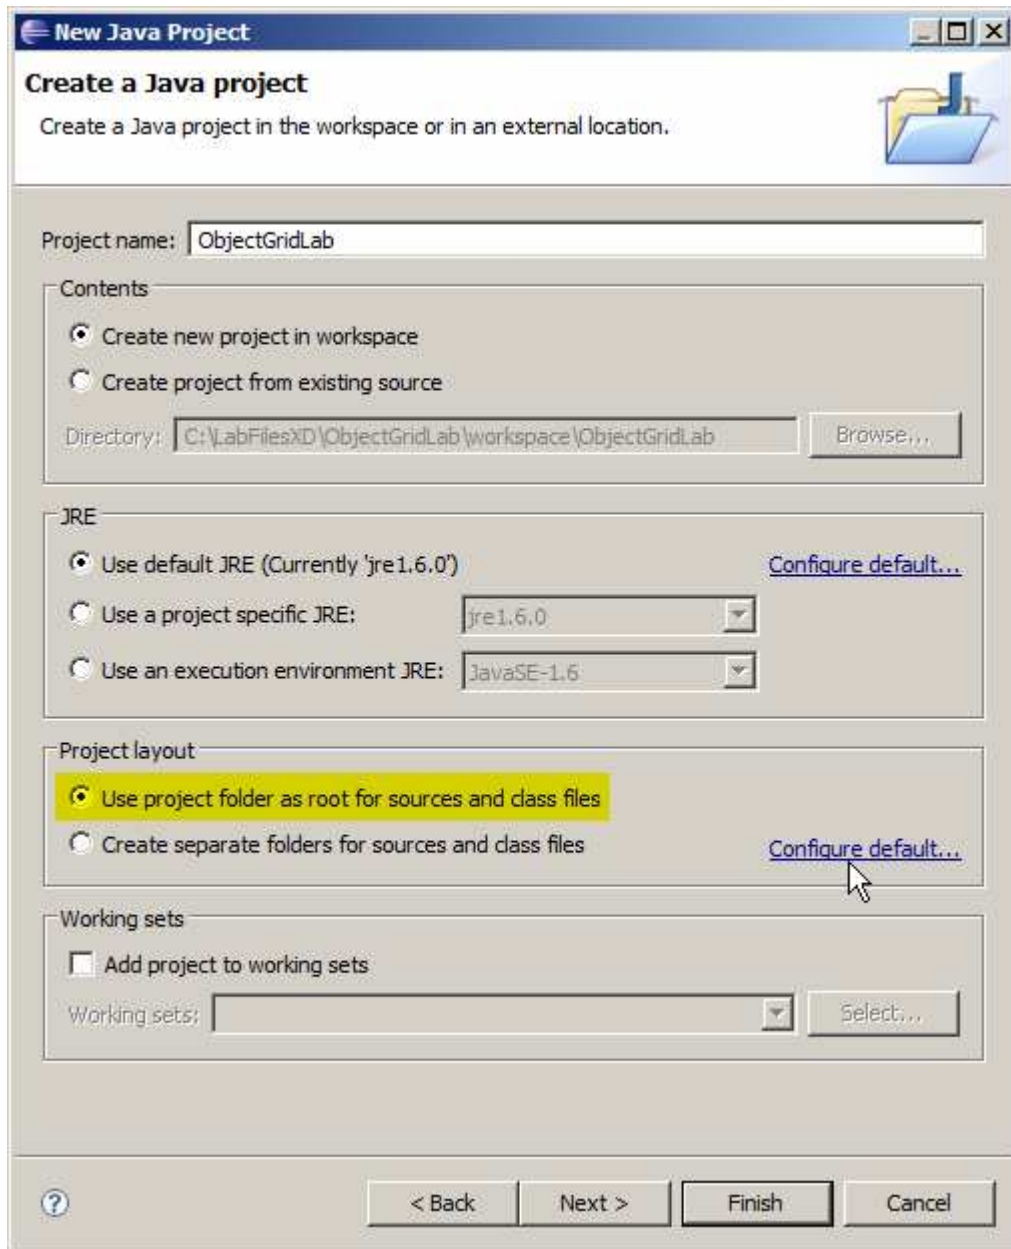 New Java Project
Create a Java project
Create a Java project in the workspace or in an external location.
Project name: ObjectGridLab
Contents
Create new project in workspace
Create project from existing source
Directory: C:\LabFilesXD\ObjectGridLab\workspace\ObjectGridLab Browse...
JRE
Use default JRE (Currently 'jre1.6.0') Configure default...
Use a project specific JRE: jre1.6.0
Use an execution environment JRE: JavaSE-1.6
Project layout
Use project folder as root for sources and class files
Create separate folders for sources and class files Configure default...
Working sets
Add project to working sets
Working sets: Select...
? < Back Next > Finish Cancel